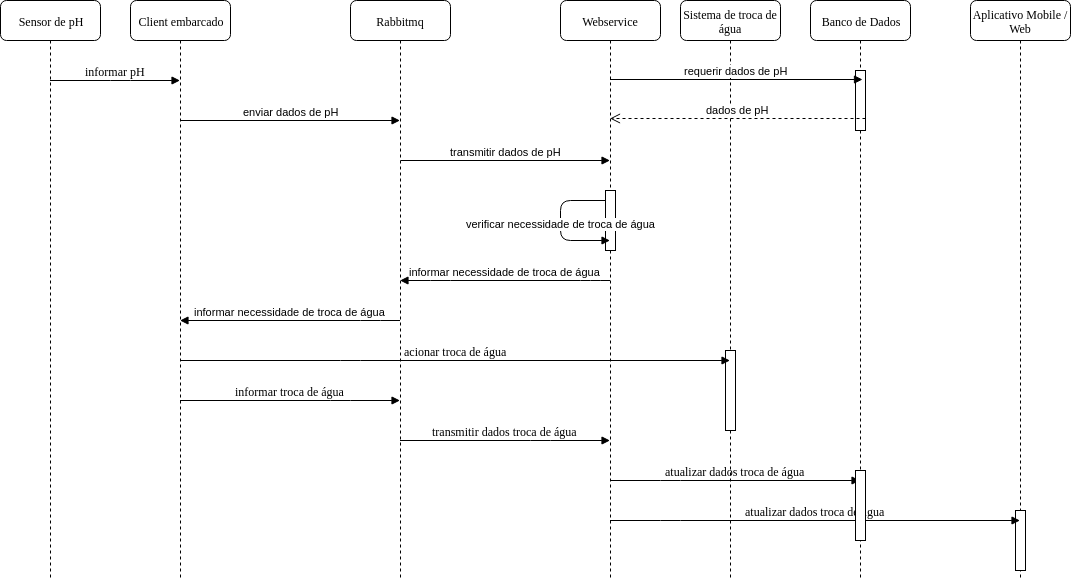 Sensor de pH
Client embarcado
Rabbitmq
Webservice
Sistema de troca de
água
Banco de Dados
Aplicativo Mobile /
Web
informar pH
requerir dados de pH
enviar dados de pH
dados de pH
transmitir dados de pH
verificar necessidade de troca de água
informar necessidade de troca de água
informar necessidade de troca de água
acionar troca de água
informar troca de água
transmitir dados troca de água
atualizar dados troca de água
atualizar dados troca de água